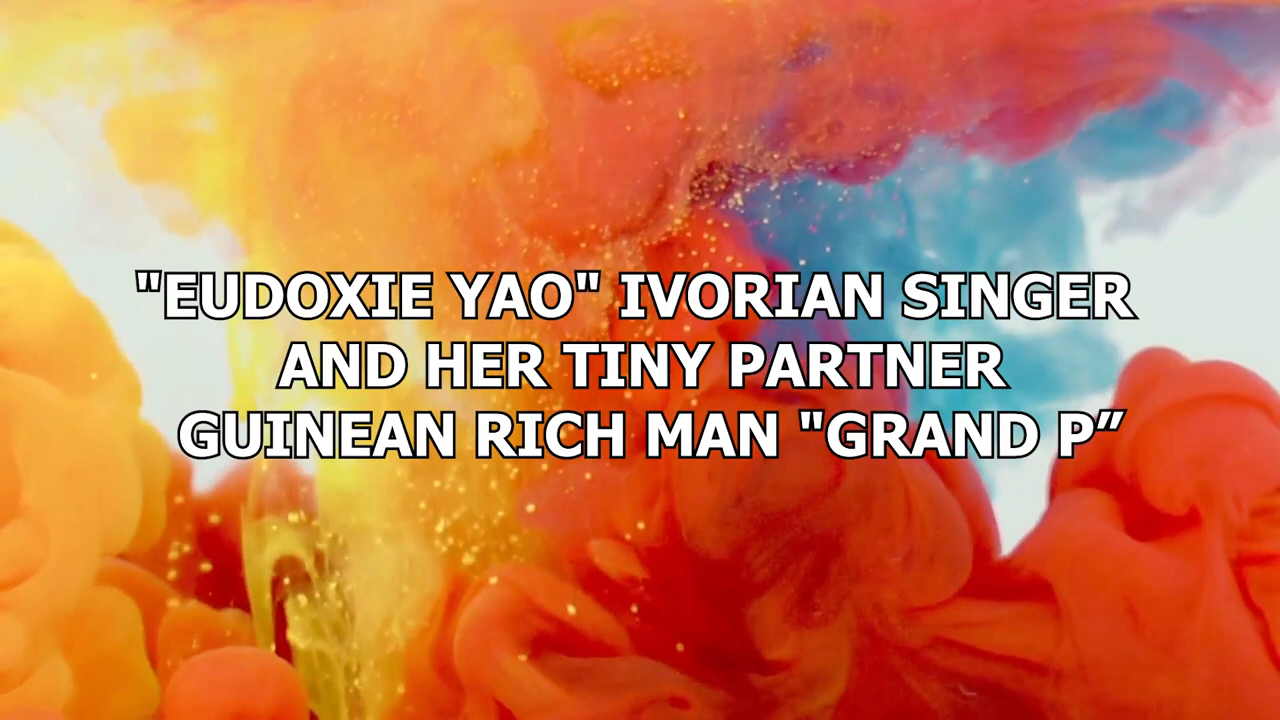 "EUDOXIE YAO" IVORIAN SINGER
AND HER TINY PARTNER
GUINEAN RICH MAN "GRAND P”